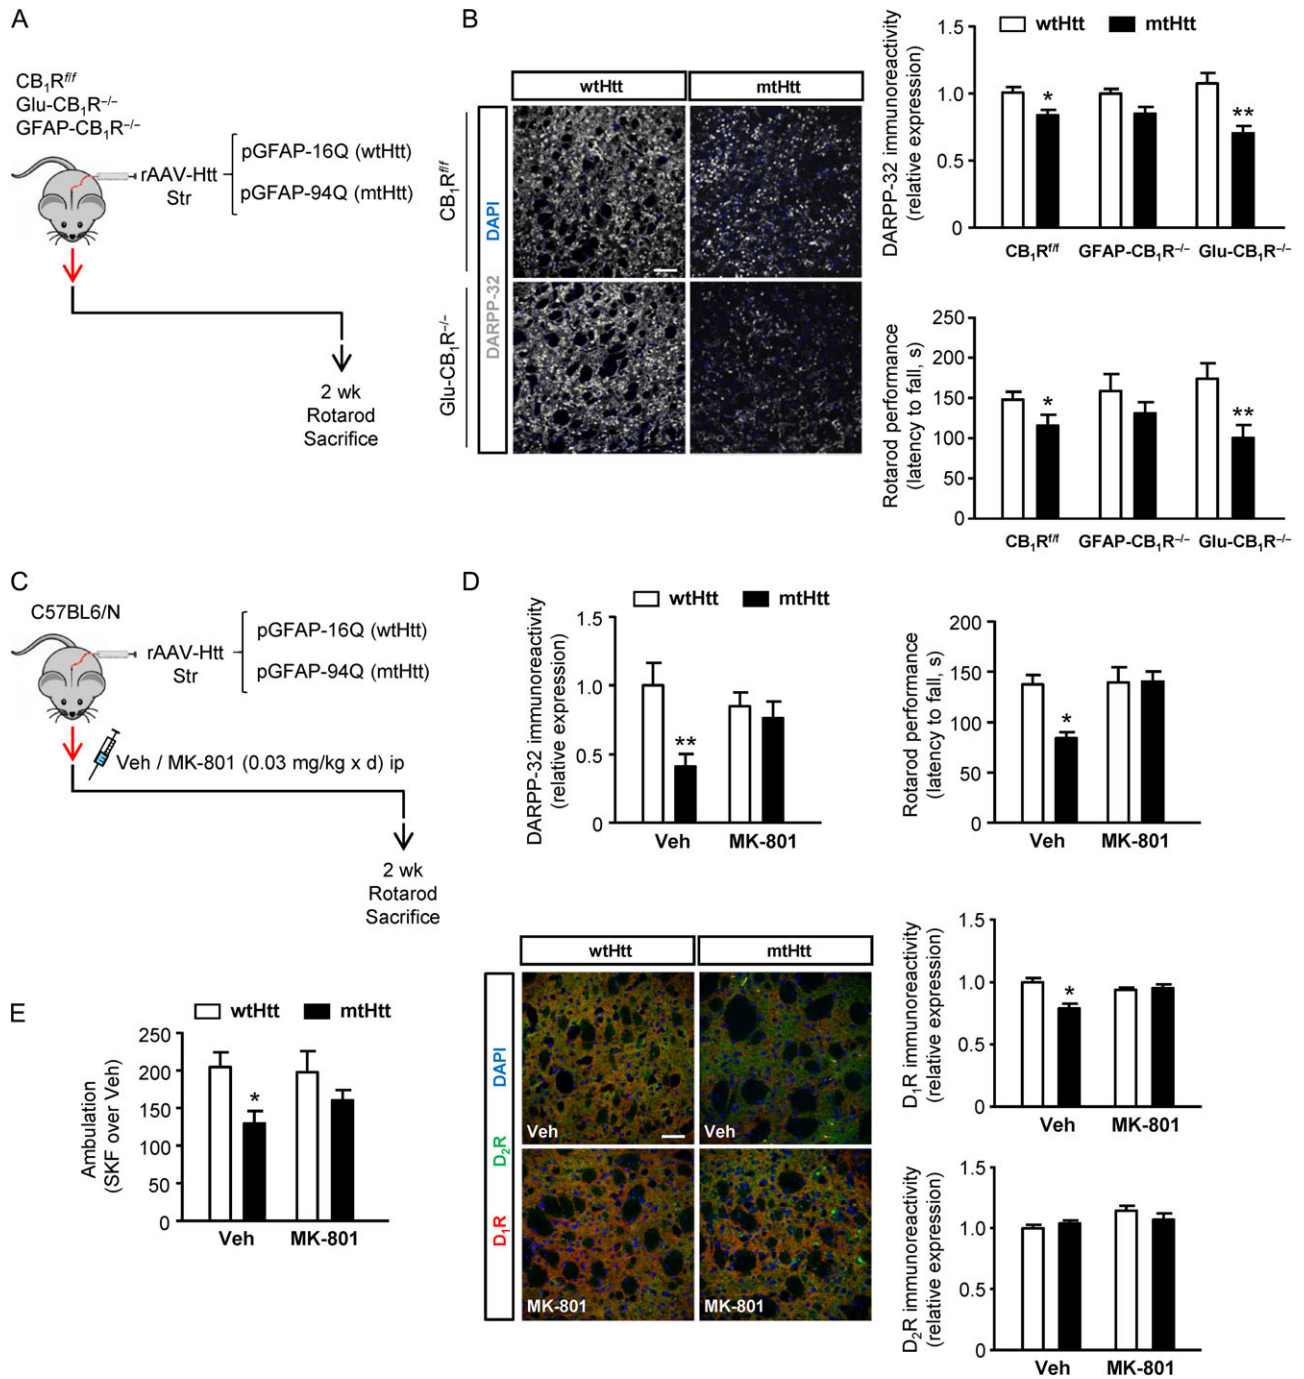 A
CB₁Rf/f
Glu-CB₁R–/–
GFAP-CB₁R–/–
rAAV-Htt
Str
pGFAP-16Q (wtHtt)
pGFAP-94Q (mtHtt)
2 wk
Rotarod
Sacrifice
B
wtHtt
mtHtt
CB₁Rf/f
Glu-CB₁R–/–
DARPP-32 DAPI
wtHtt mtHtt
DARPP-32 immunoreactivity
(relative expression)
1.5
1.0
0.5
0
*
**
CB₁Rf/f GFAP-CB₁R–/– Glu-CB₁R–/–
Rotarod performance
(latency to fall, s)
250
200
150
100
50
0
*
**
CB₁Rf/f GFAP-CB₁R–/– Glu-CB₁R–/–
C
C57BL6/N
rAAV-Htt
Str
pGFAP-16Q (wtHtt)
pGFAP-94Q (mtHtt)
Veh / MK-801 (0.03 mg/kg x d) ip
2 wk
Rotarod
Sacrifice
D
wtHtt mtHtt
DARPP-32 immunoreactivity
(relative expression)
1.5
1.0
0.5
0
**
Veh MK-801
Rotarod performance
(latency to fall, s)
200
150
100
50
0
*
Veh MK-801
wtHtt
mtHtt
D₁R D₂R DAPI
Veh
Veh
MK-801
MK-801
D₁R immunoreactivity
(relative expression)
1.5
1.0
0.5
0
*
Veh MK-801
D₂R immunoreactivity
(relative expression)
1.5
1.0
0.5
0
Veh MK-801
E
wtHtt mtHtt
Ambulation
(SKF over Veh)
250
200
150
100
50
0
*
Veh MK-801